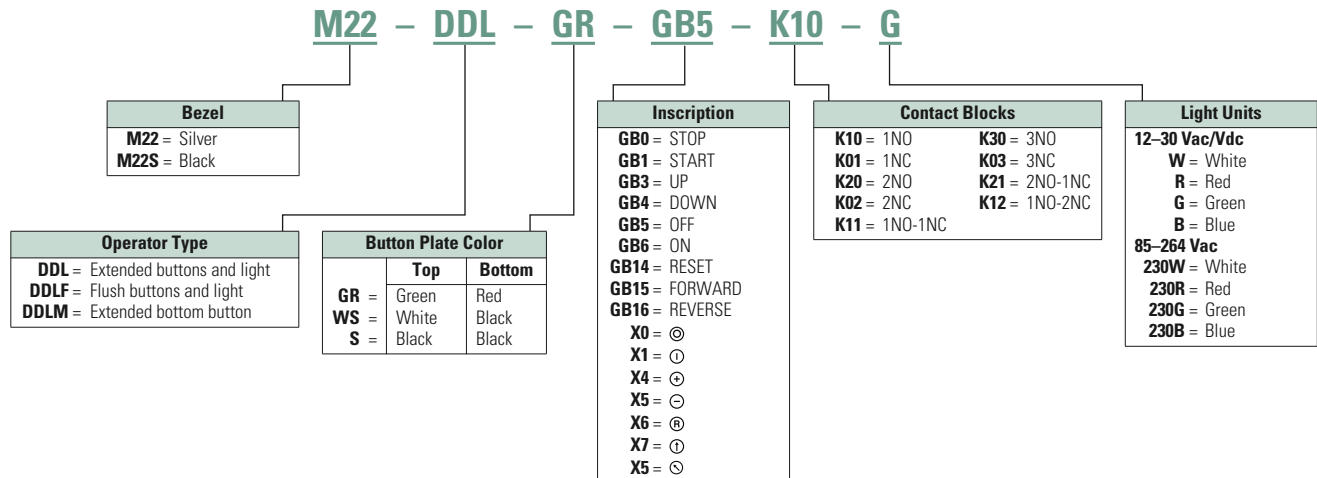 M22 – DDL – GR – GB5 – K10 – G
Bezel
M22 = Silver
M22S = Black
Operator Type
DDL = Extended buttons and light
DDLF = Flush buttons and light
DDLM = Extended bottom button
Button Plate Color
Top Bottom
GR = Green Red
WS = White Black
S = Black Black
Inscription
GB0 = STOP
GB1 = START
GB3 = UP
GB4 = DOWN
GB5 = OFF
GB6 = ON
GB14 = RESET
GB15 = FORWARD
GB16 = REVERSE
X0 = ◎
X1 = ⏼
X4 = ⊕
X5 = ⊖
X6 = Ⓡ
X7 = ↑
X5 = ↖
Contact Blocks
K10 = 1NO K30 = 3NO
K01 = 1NC K03 = 3NC
K20 = 2NO K21 = 2NO-1NC
K02 = 2NC K12 = 1NO-2NC
K11 = 1NO-1NC
Light Units
12–30 Vac/Vdc
W = White
R = Red
G = Green
B = Blue
85–264 Vac
230W = White
230R = Red
230G = Green
230B = Blue